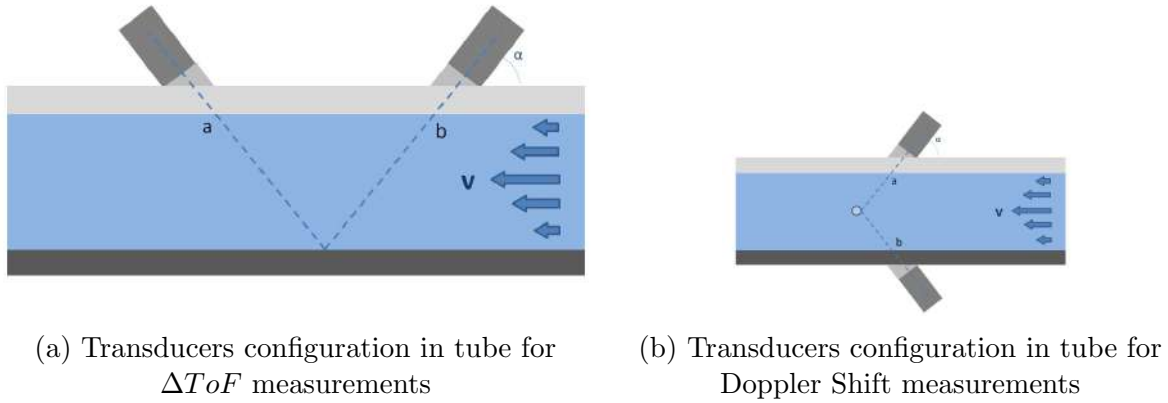 α
a
b
v
α
a
b
v
(a) Transducers configuration in tube for
ΔToF measurements
(b) Transducers configuration in tube for
Doppler Shift measurements